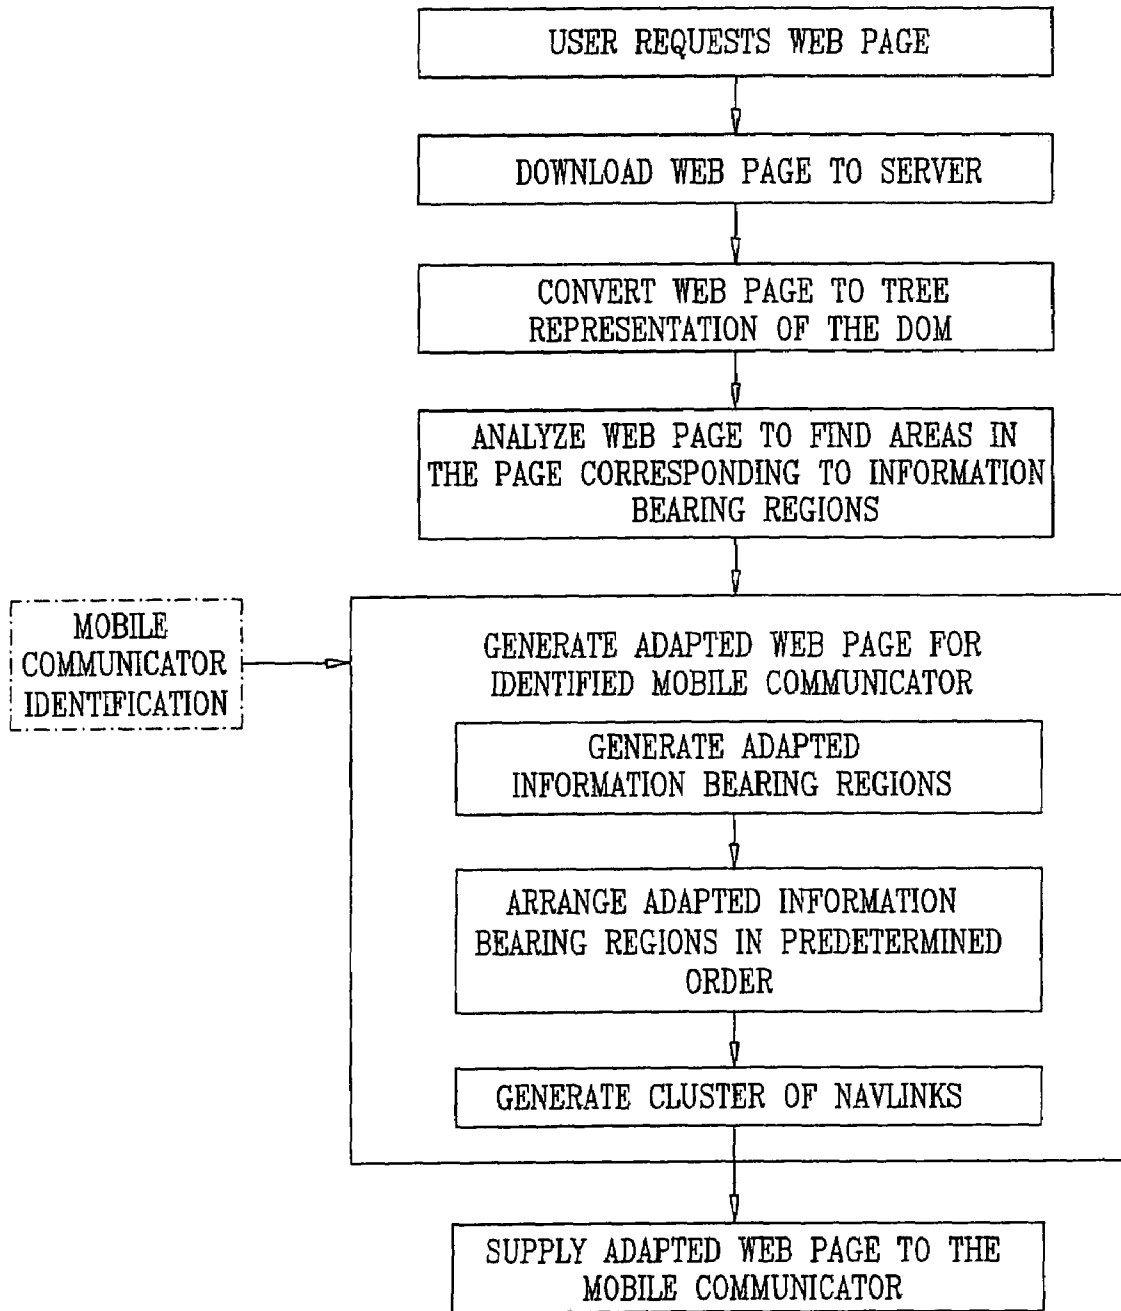 USER REQUESTS WEB PAGE
DOWNLOAD WEB PAGE TO SERVER
CONVERT WEB PAGE TO TREE
REPRESENTATION OF THE DOM
ANALYZE WEB PAGE TO FIND AREAS IN
THE PAGE CORRESPONDING TO INFORMATION
BEARING REGIONS
MOBILE
COMMUNICATOR
IDENTIFICATION
GENERATE ADAPTED WEB PAGE FOR
IDENTIFIED MOBILE COMMUNICATOR
GENERATE ADAPTED
INFORMATION BEARING REGIONS
ARRANGE ADAPTED INFORMATION
BEARING REGIONS IN PREDETERMINED
ORDER
GENERATE CLUSTER OF NAVLINKS
SUPPLY ADAPTED WEB PAGE TO THE
MOBILE COMMUNICATOR